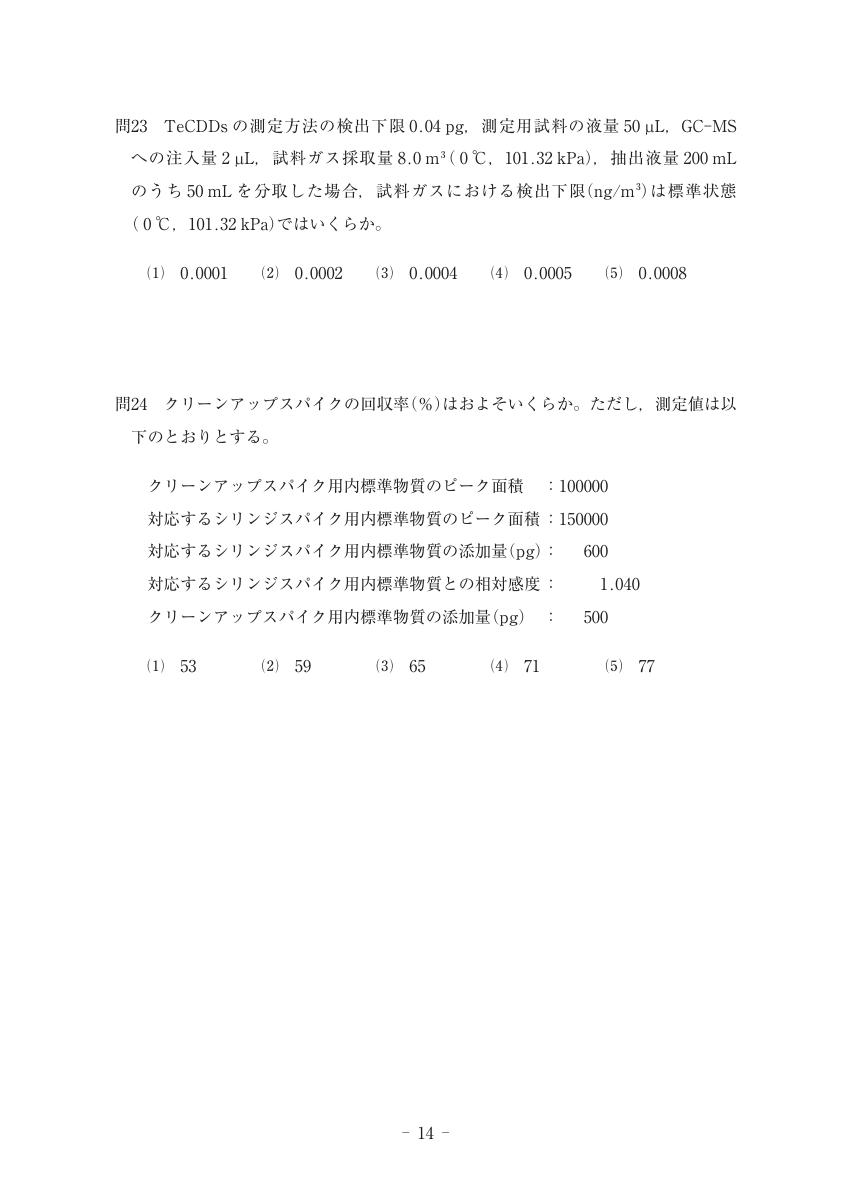 問23　TeCDDs の測定方法の検出下限 0.04 pg，測定用試料の液量 50 μL，GC-MS
への注入量 2 μL，試料ガス採取量 8.0 m³( 0 ℃，101.32 kPa)，抽出液量 200 mL
のうち 50 mL を分取した場合，試料ガスにおける検出下限(ng/m³)は標準状態
( 0 ℃，101.32 kPa)ではいくらか。
(1)　0.0001　　(2)　0.0002　　(3)　0.0004　　(4)　0.0005　　(5)　0.0008
問24　クリーンアップスパイクの回収率(％)はおよそいくらか。ただし，測定値は以
下のとおりとする。
クリーンアップスパイク用内標準物質のピーク面積　：100000
対応するシリンジスパイク用内標準物質のピーク面積：150000
対応するシリンジスパイク用内標準物質の添加量(pg)：　600
対応するシリンジスパイク用内標準物質との相対感度：　　1.040
クリーンアップスパイク用内標準物質の添加量(pg)　：　500
(1)　53　　(2)　59　　(3)　65　　(4)　71　　(5)　77
- 14 -